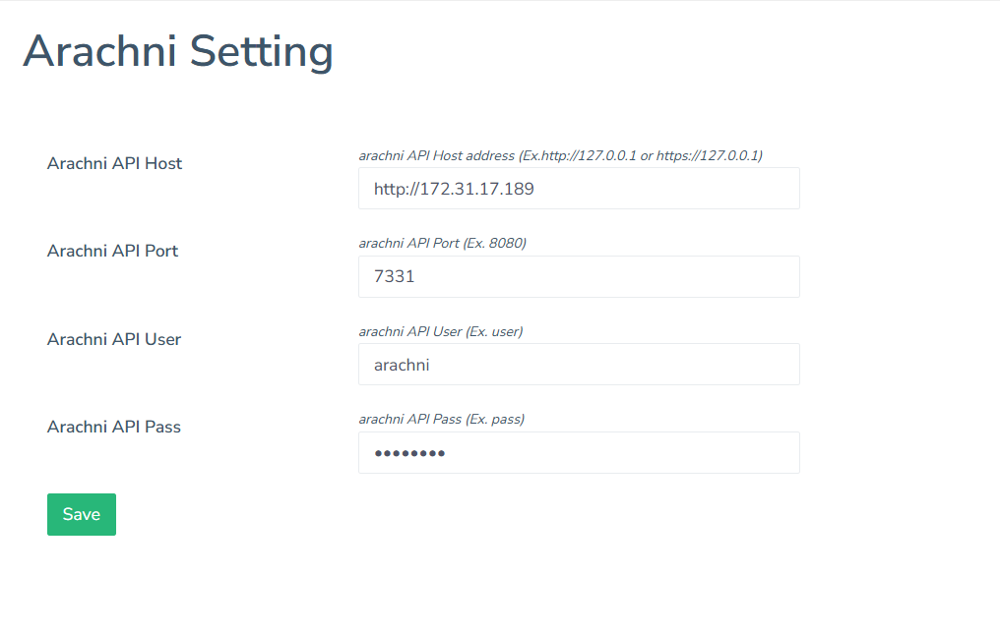 Arachni Setting
Arachni API Host
arachni API Host address (Ex.http://127.0.0.1 or https://127.0.0.1)
http://172.31.17.189
Arachni API Port
arachni API Port (Ex. 8080)
7331
Arachni API User
arachni API User (Ex. user)
arachni
Arachni API Pass
arachni API Pass (Ex. pass)
••••••••
Save